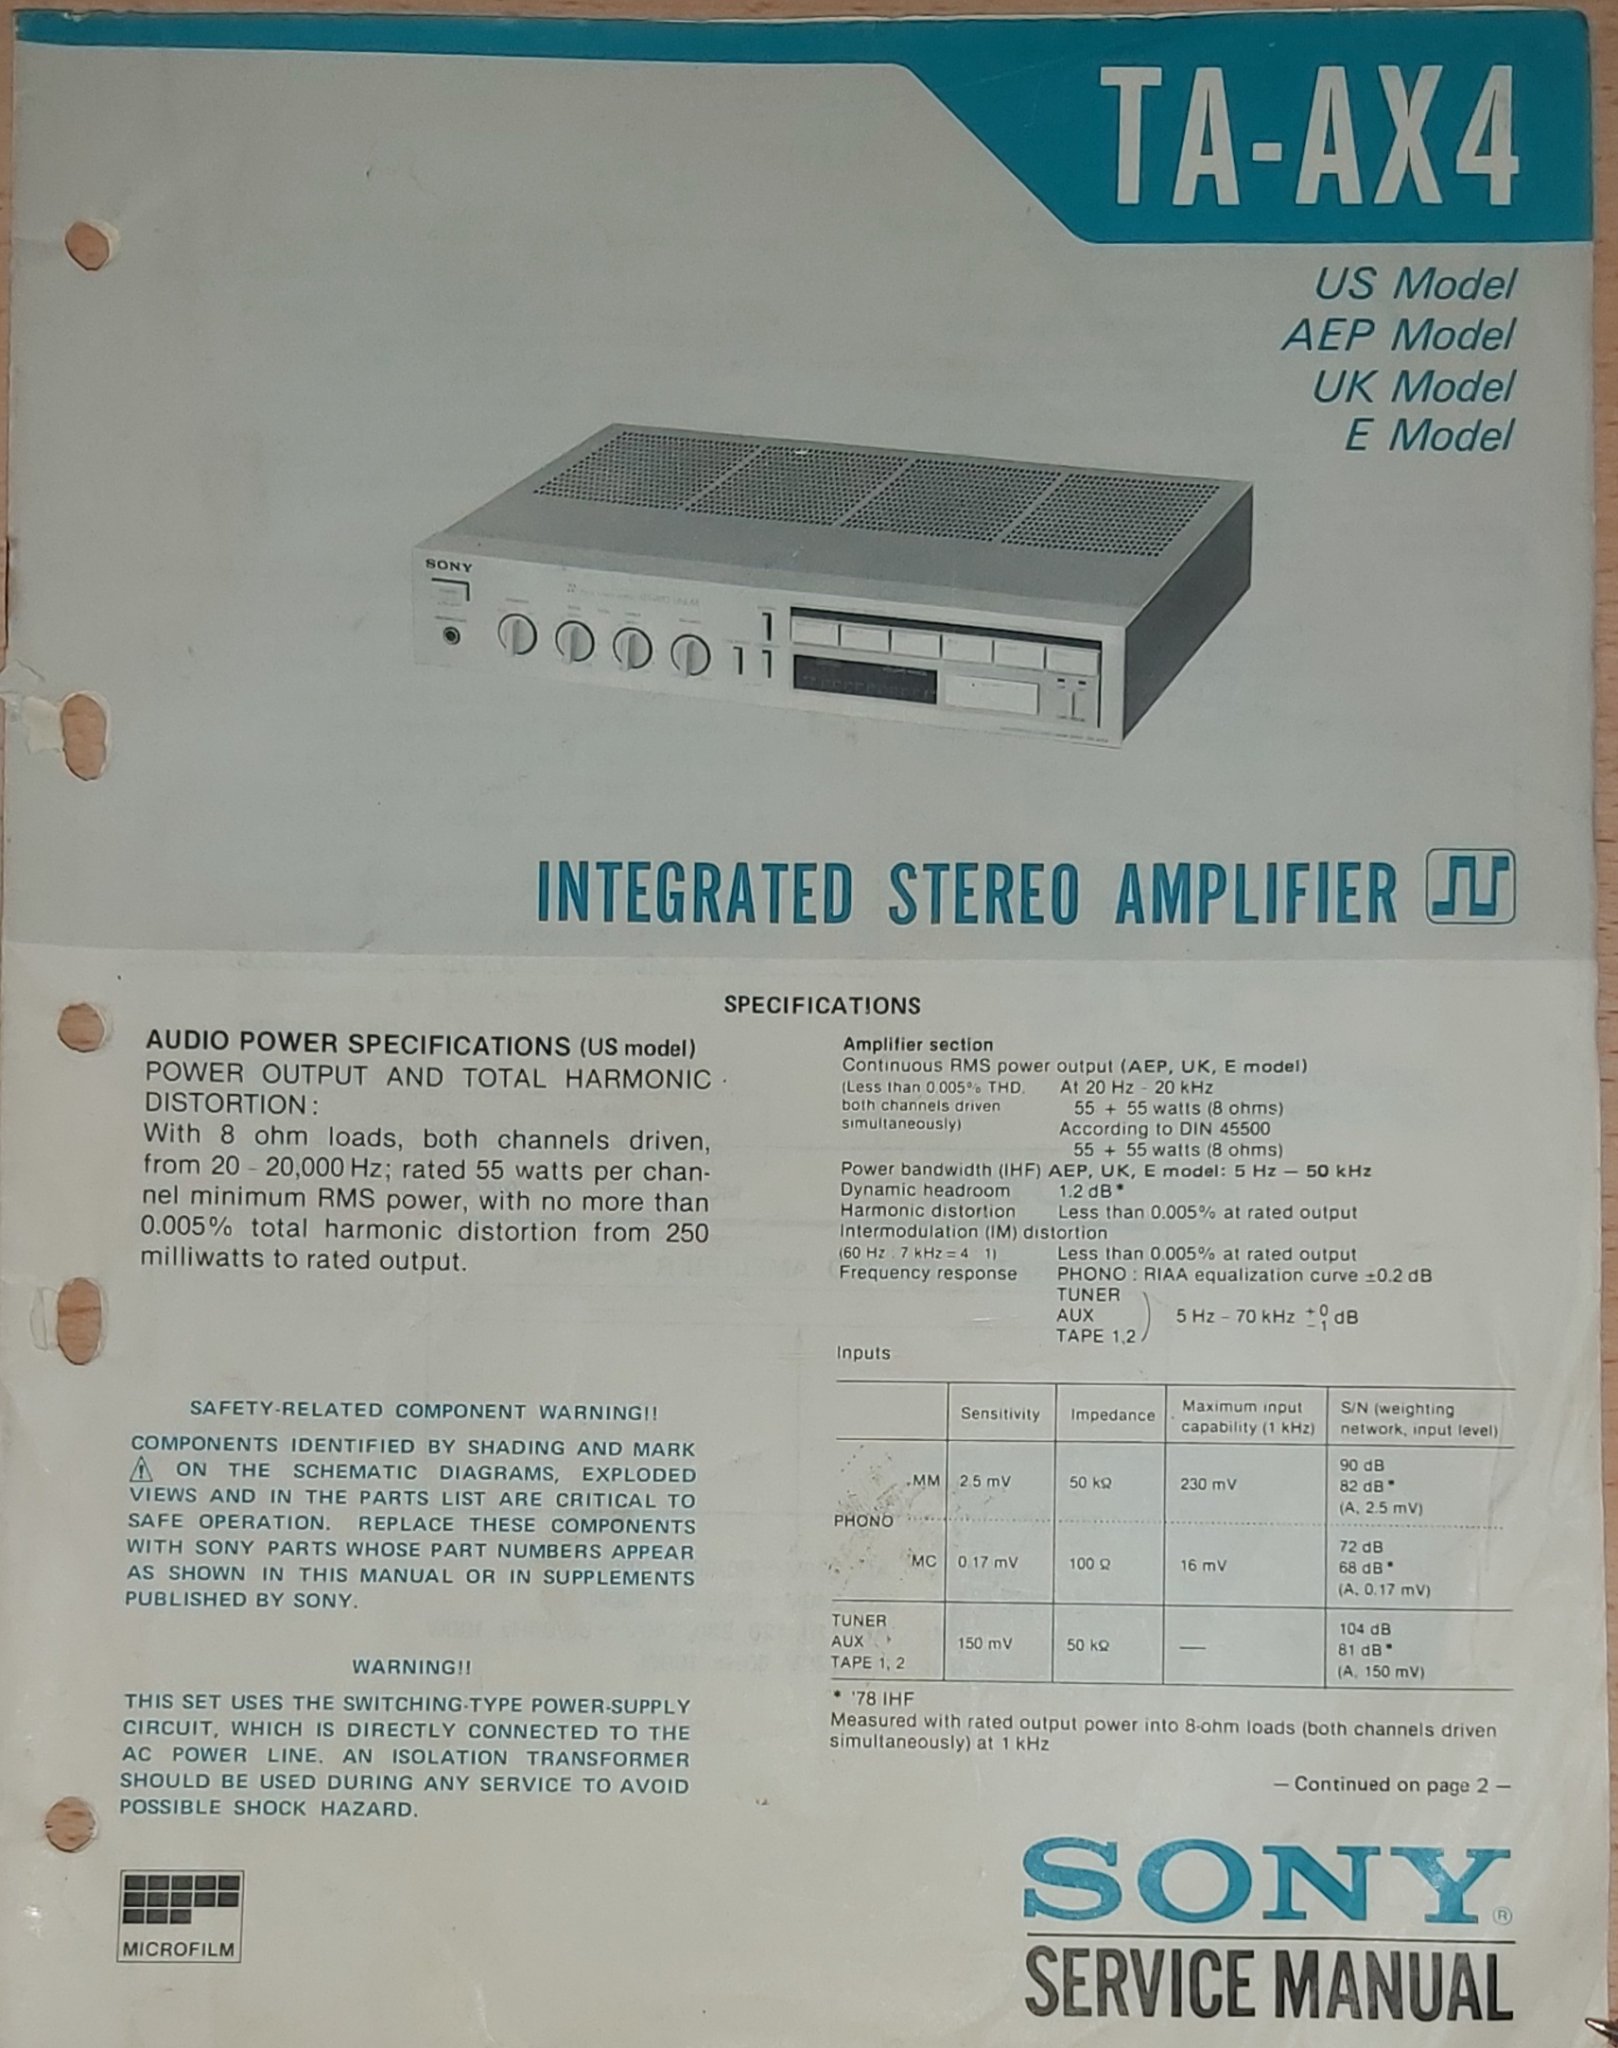 TA-AX4
US Model
AEP Model
UK Model
E Model
SONY
INTEGRATED STEREO AMPLIFIER
SPECIFICATIONS
AUDIO POWER SPECIFICATIONS (US model)
POWER OUTPUT AND TOTAL HARMONIC
DISTORTION:
With 8 ohm loads, both channels driven,
from 20 – 20,000 Hz; rated 55 watts per chan-
nel minimum RMS power, with no more than
0.005% total harmonic distortion from 250
milliwatts to rated output.
SAFETY-RELATED COMPONENT WARNING!!
COMPONENTS IDENTIFIED BY SHADING AND MARK
⚠ ON THE SCHEMATIC DIAGRAMS, EXPLODED
VIEWS AND IN THE PARTS LIST ARE CRITICAL TO
SAFE OPERATION. REPLACE THESE COMPONENTS
WITH SONY PARTS WHOSE PART NUMBERS APPEAR
AS SHOWN IN THIS MANUAL OR IN SUPPLEMENTS
PUBLISHED BY SONY.
WARNING!!
THIS SET USES THE SWITCHING-TYPE POWER-SUPPLY
CIRCUIT, WHICH IS DIRECTLY CONNECTED TO THE
AC POWER LINE. AN ISOLATION TRANSFORMER
SHOULD BE USED DURING ANY SERVICE TO AVOID
POSSIBLE SHOCK HAZARD.
MICROFILM
Amplifier section
Continuous RMS power output (AEP, UK, E model)
(Less than 0.005% THD. At 20 Hz – 20 kHz
both channels driven 55 + 55 watts (8 ohms)
simultaneously) According to DIN 45500
55 + 55 watts (8 ohms)
Power bandwidth (IHF) AEP, UK, E model: 5 Hz – 50 kHz
Dynamic headroom 1.2 dB*
Harmonic distortion Less than 0.005% at rated output
Intermodulation (IM) distortion
(60 Hz : 7 kHz = 4 : 1) Less than 0.005% at rated output
Frequency response PHONO : RIAA equalization curve ±0.2 dB
TUNER
AUX 5 Hz – 70 kHz +0 −1 dB
TAPE 1,2
Inputs
Sensitivity Impedance Maximum input capability (1 kHz) S/N (weighting network, input level)
PHONO MM 2.5 mV 50 kΩ 230 mV 90 dB 82 dB* (A, 2.5 mV)
MC 0.17 mV 100 Ω 16 mV 72 dB 68 dB* (A, 0.17 mV)
TUNER AUX TAPE 1, 2 150 mV 50 kΩ — 104 dB 81 dB* (A, 150 mV)
* '78 IHF
Measured with rated output power into 8-ohm loads (both channels driven
simultaneously) at 1 kHz
— Continued on page 2 —
SONY®
SERVICE MANUAL